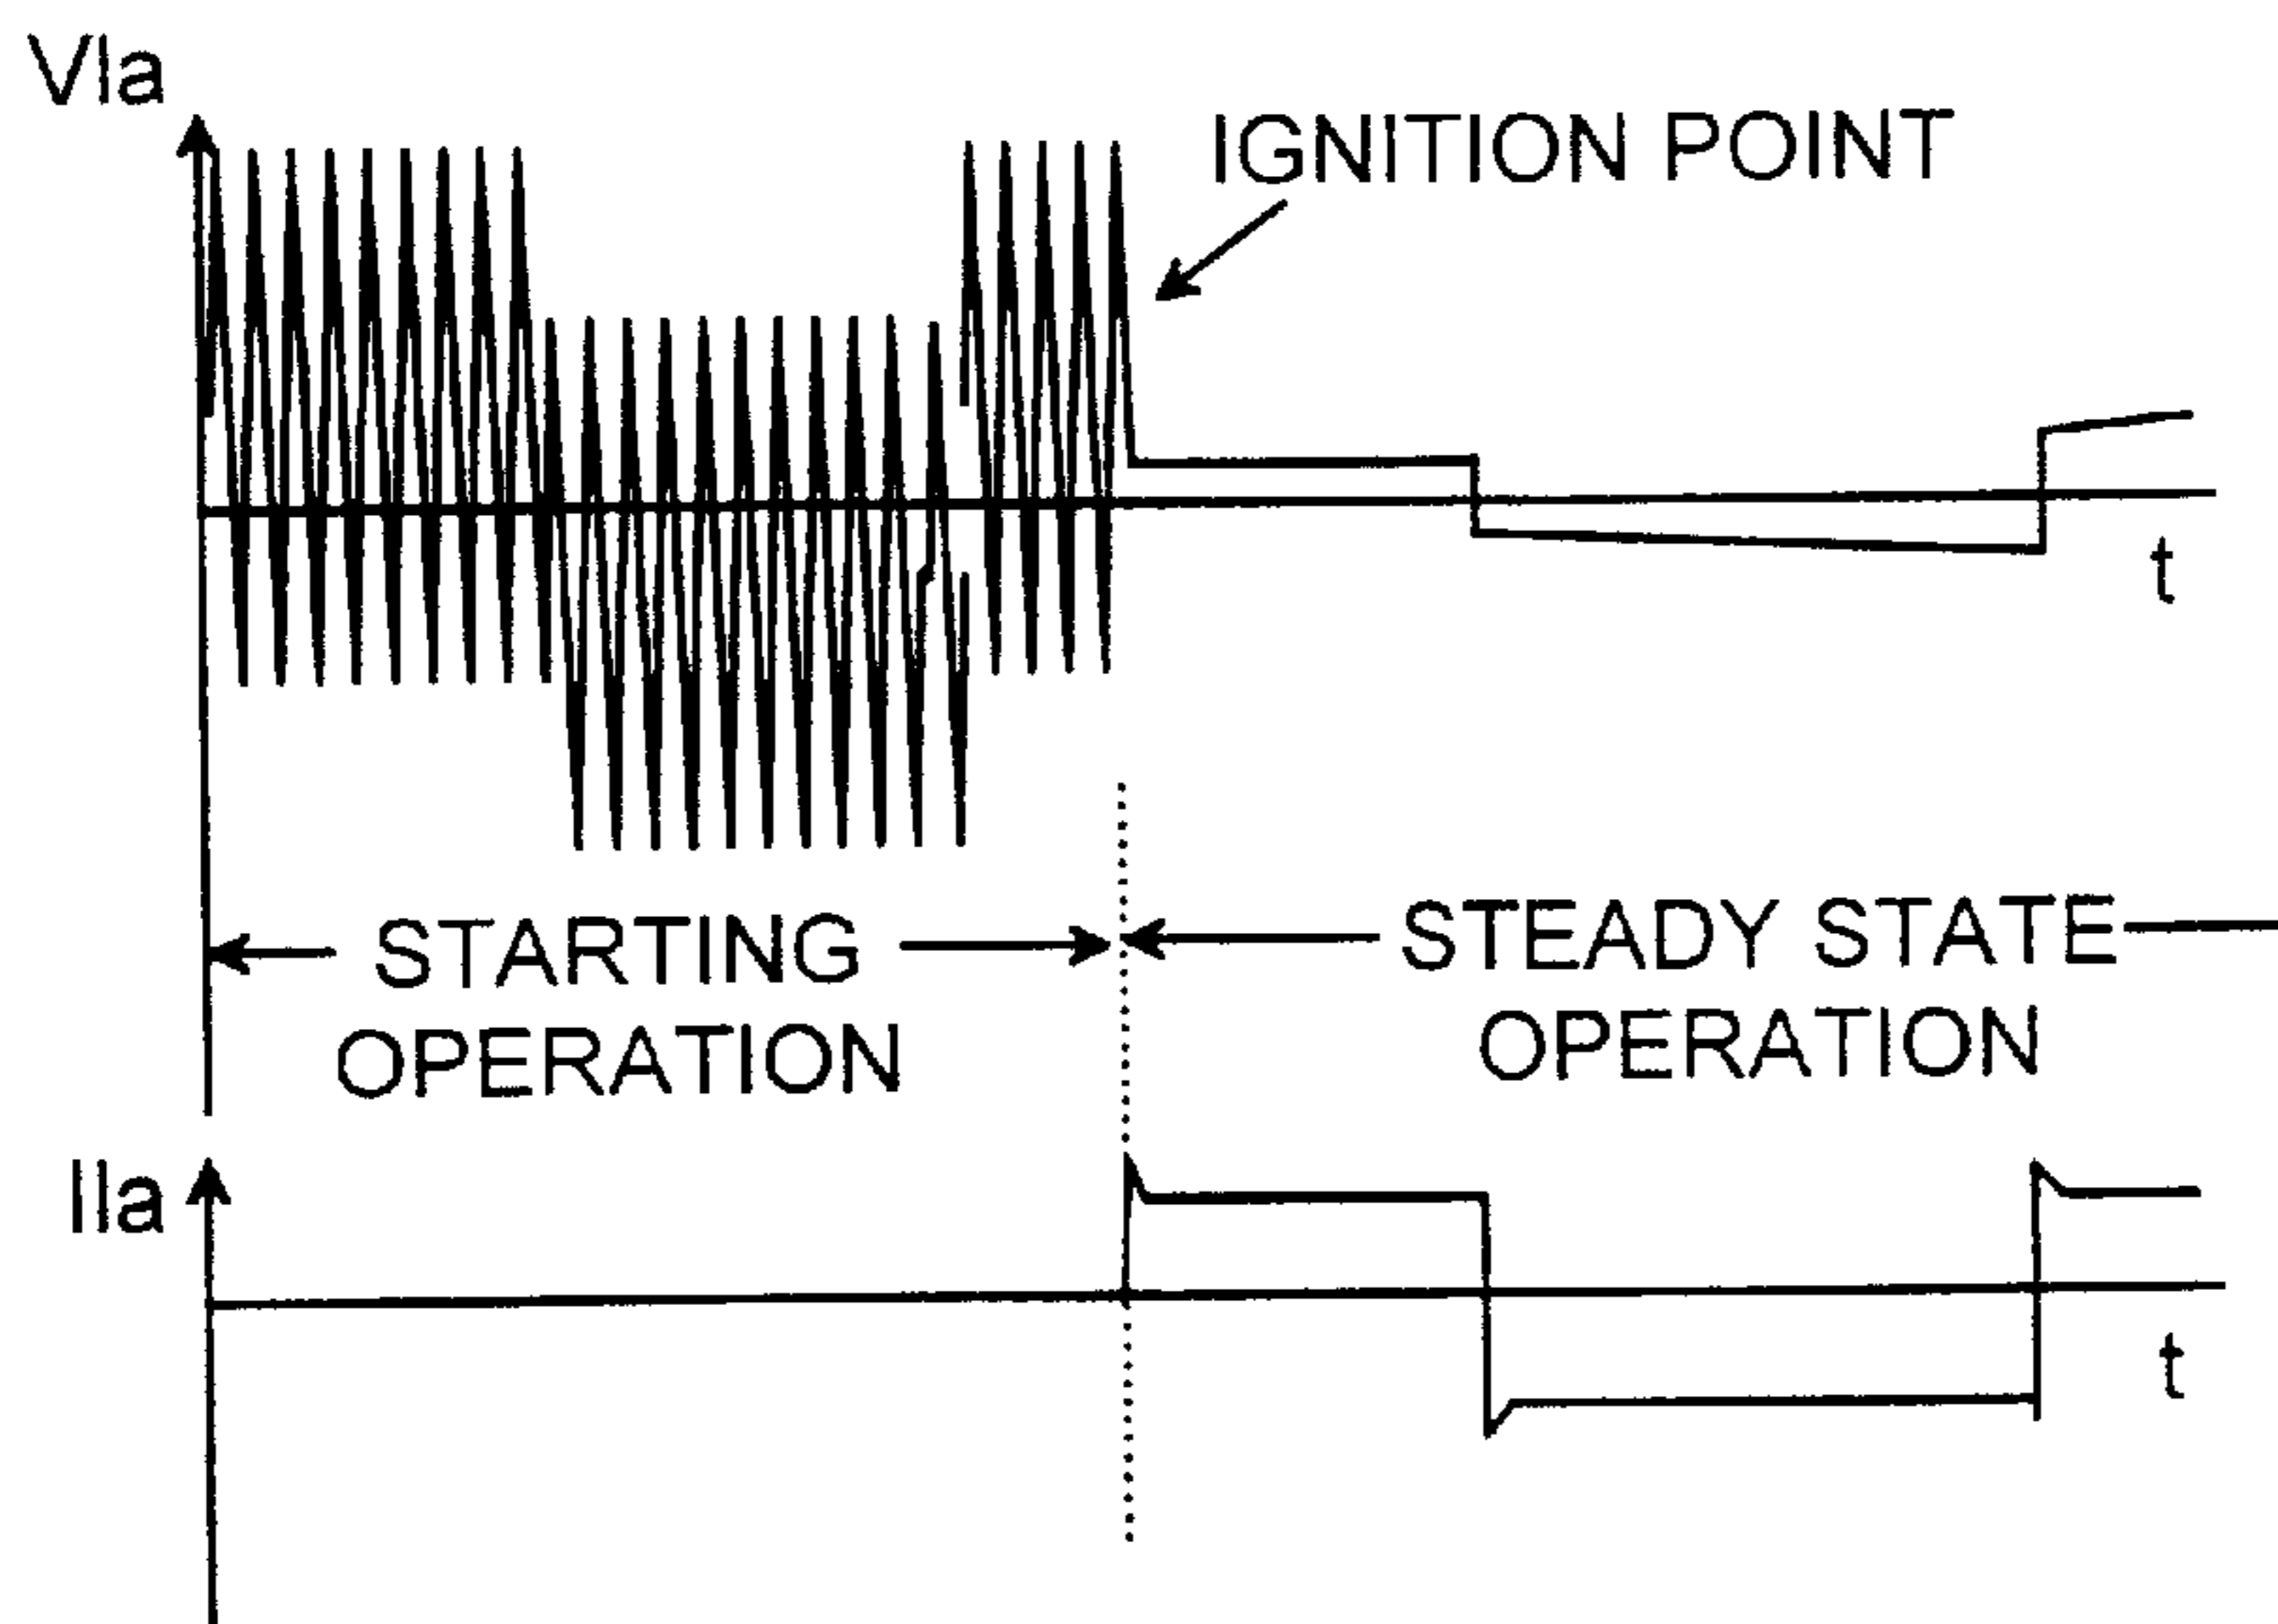 Vla
IGNITION POINT
t
STARTING
OPERATION
STEADY STATE
OPERATION
Ila
t